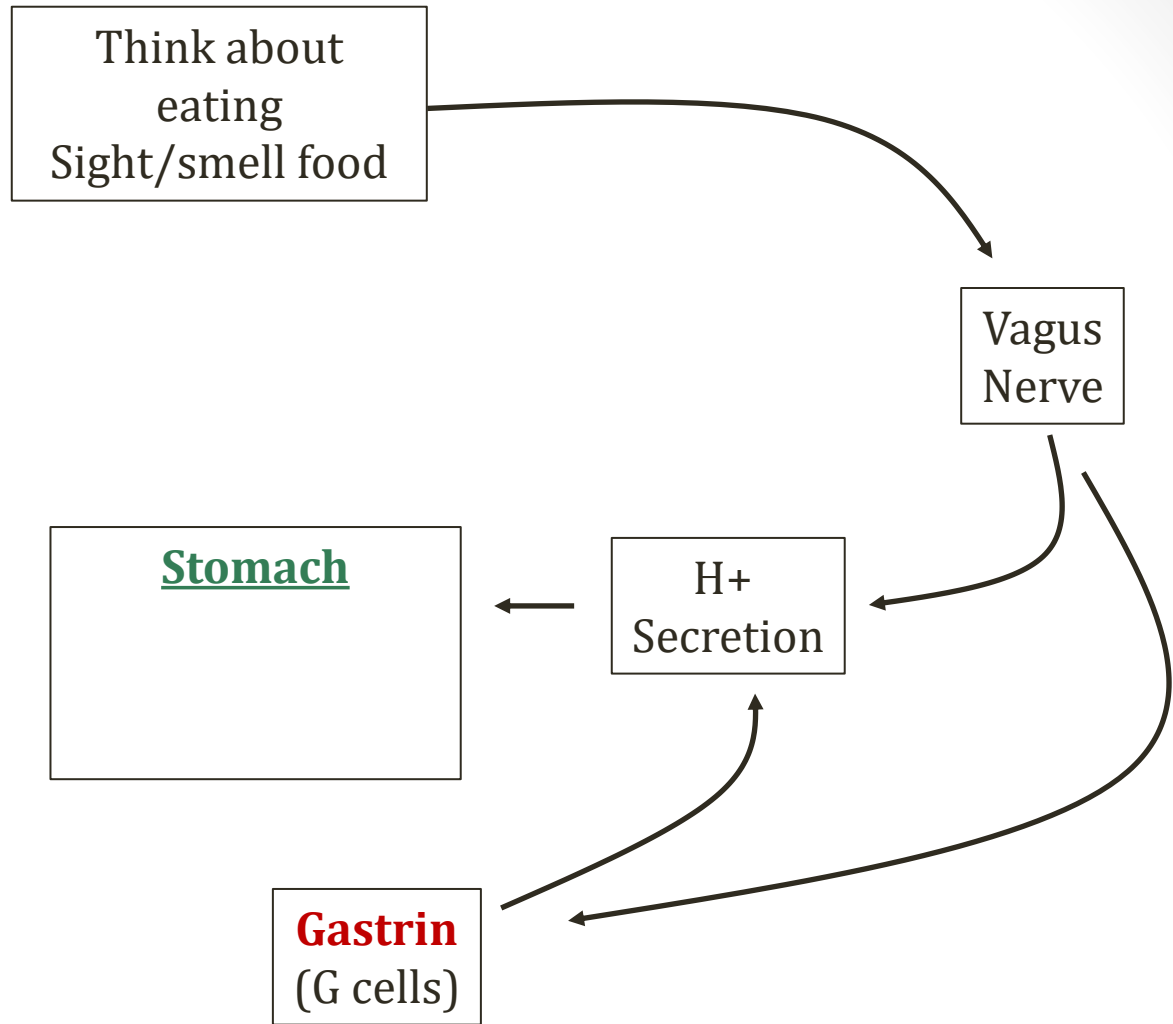 Think about
eating
Sight/smell food
Vagus
Nerve
Stomach
H+
Secretion
Gastrin
(G cells)